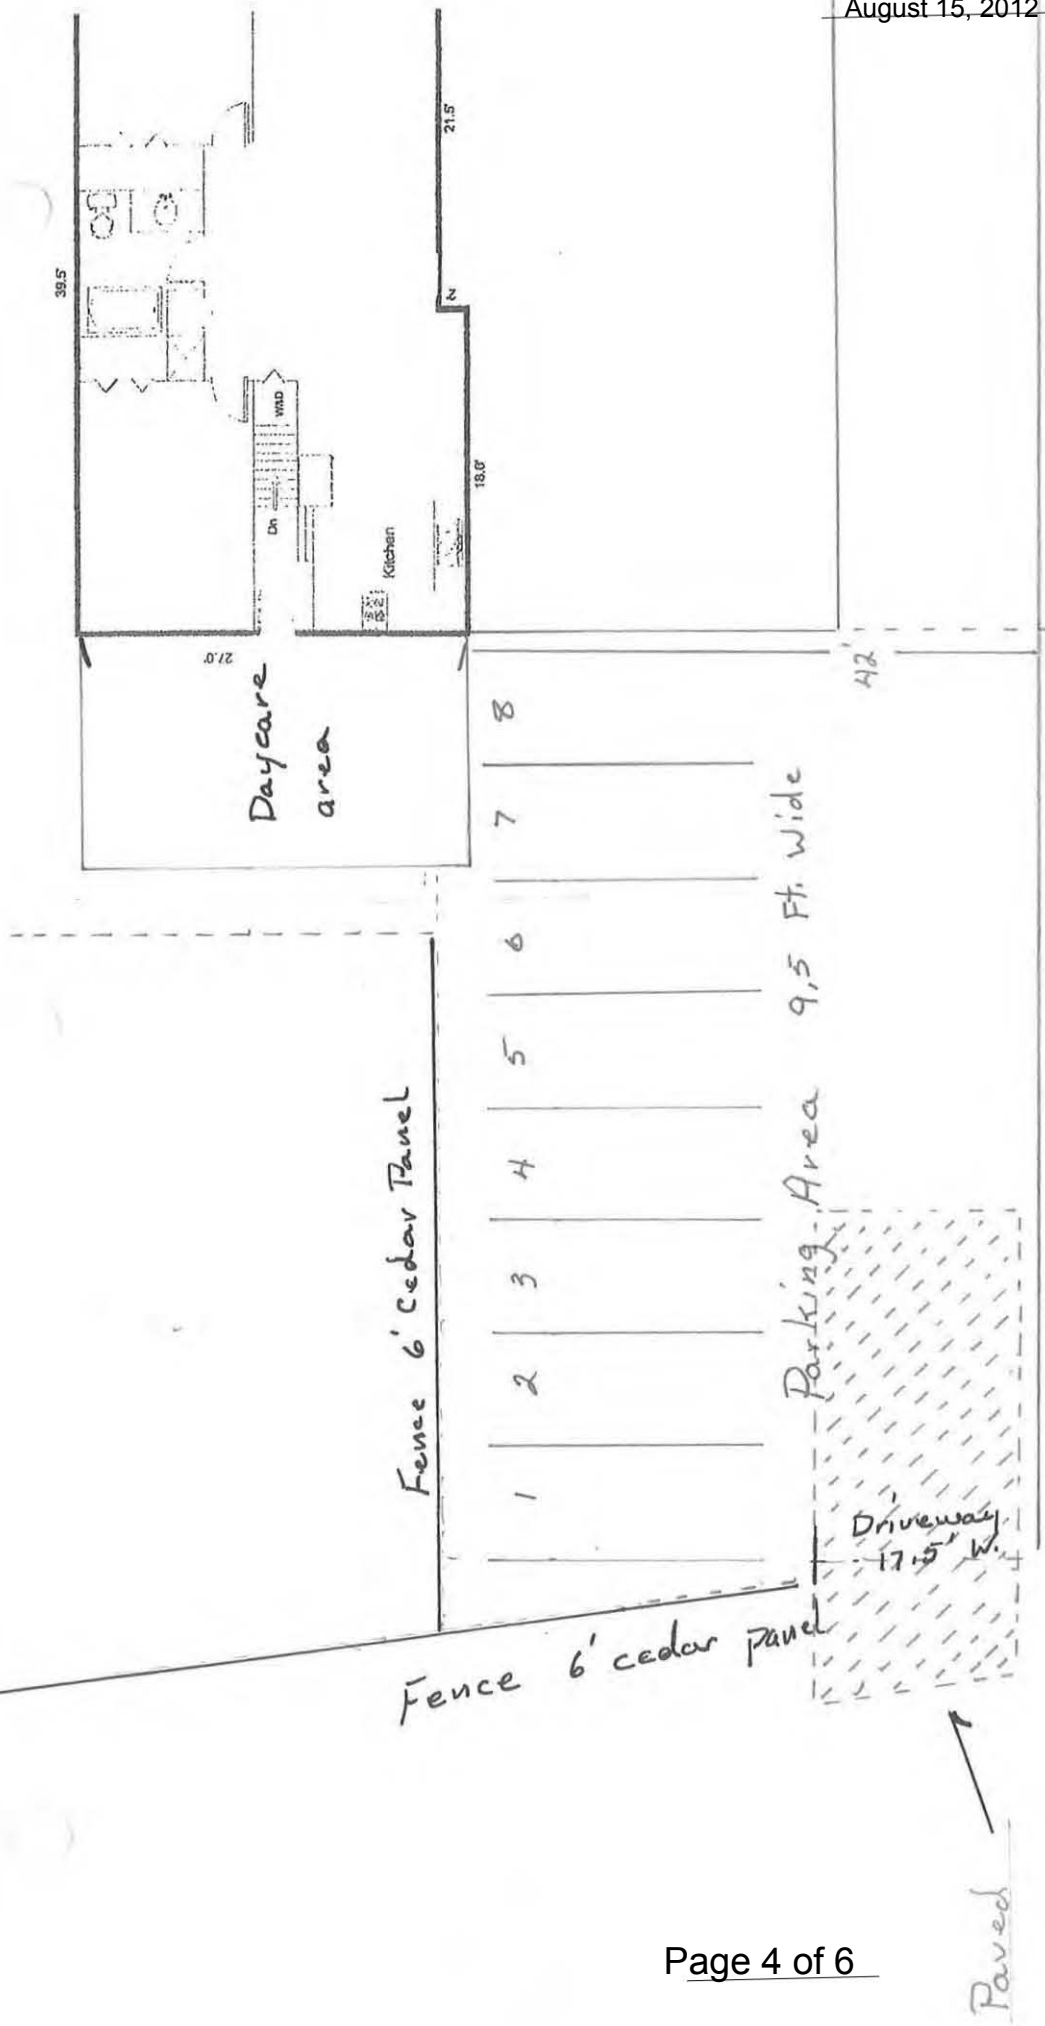 August 15, 2012
39.5'
21.5'
2'
W&D
Dn
18.0'
Kitchen
27.0'
Daycare
area
42'
8
7
6
5
4
3
2
1
Parking Area 9,5 Ft. Wide
Fence 6' Cedar Panel
Driveway
17.5' W.
Fence 6' cedar panel
Paved
Page 4 of 6